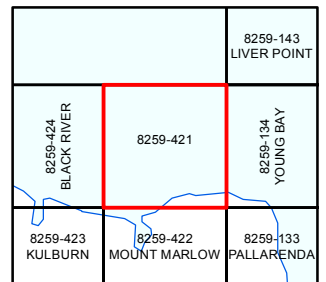 8259-143
LIVER POINT
8259-424
BLACK RIVER
8259-421
8259-134
YOUNG BAY
8259-423
KULBURN
8259-422
MOUNT MARLOW
8259-133
PALLARENDA